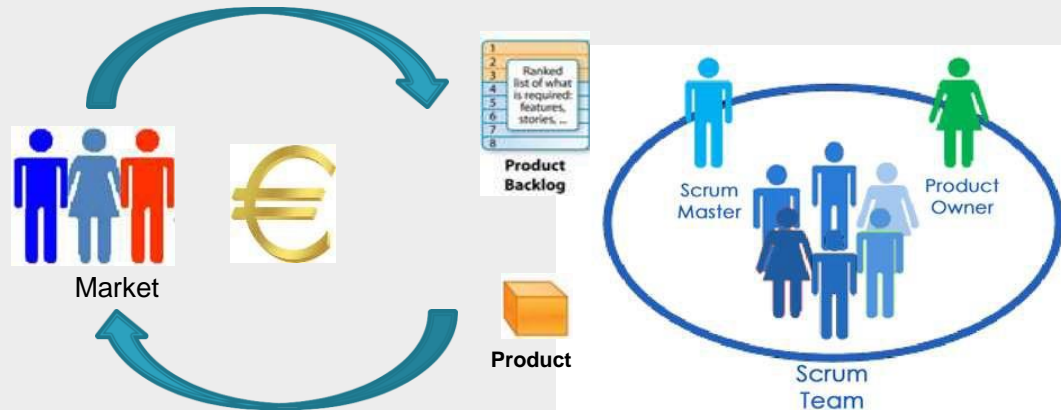 1
2
3
4
5
6
7
8
Ranked
list of what
is required:
features,
stories, ...
Product
Backlog
Market
Product
Scrum
Master
Product
Owner
Scrum
Team